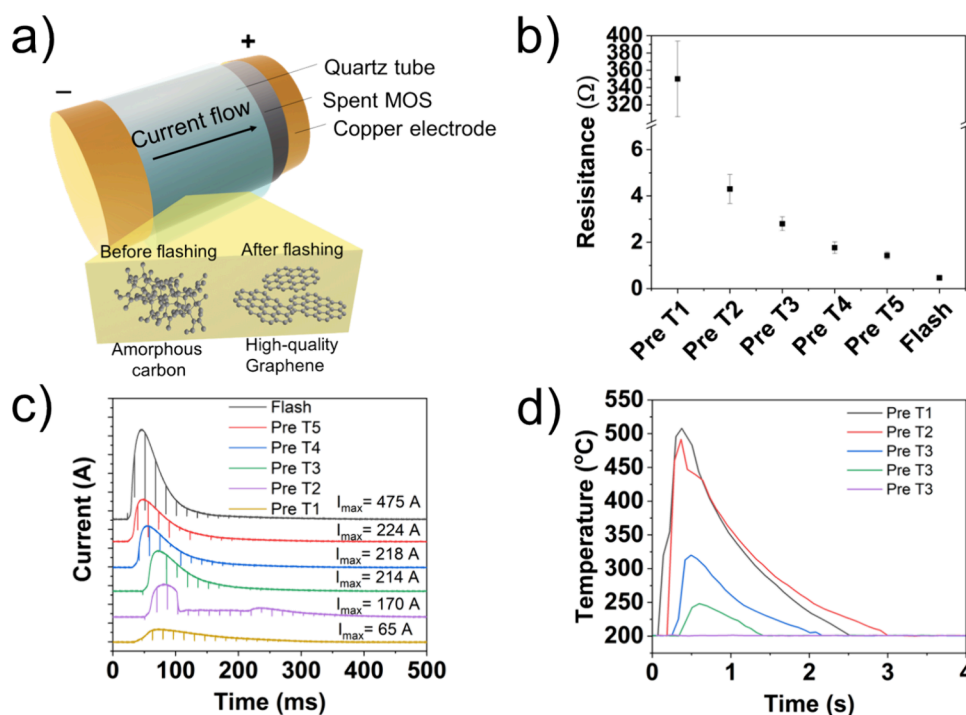 a)
+
–
Quartz tube
Spent MOS
Copper electrode
Current flow
Before flashing
After flashing
Amorphous
carbon
High-quality
Graphene
b)
Resisitance (Ω)
400
380
360
340
320
6
4
2
0
Pre T1
Pre T2
Pre T3
Pre T4
Pre T5
Flash
c)
Current (A)
Flash
Pre T5
Pre T4
Pre T3
Pre T2
Pre T1
Imax= 475 A
Imax= 224 A
Imax= 218 A
Imax= 214 A
Imax= 170 A
Imax= 65 A
0 100 200 300 400 500
Time (ms)
d)
Temperature (ºC)
550
500
450
400
350
300
250
200
Pre T1
Pre T2
Pre T3
Pre T3
Pre T3
0 1 2 3 4
Time (s)